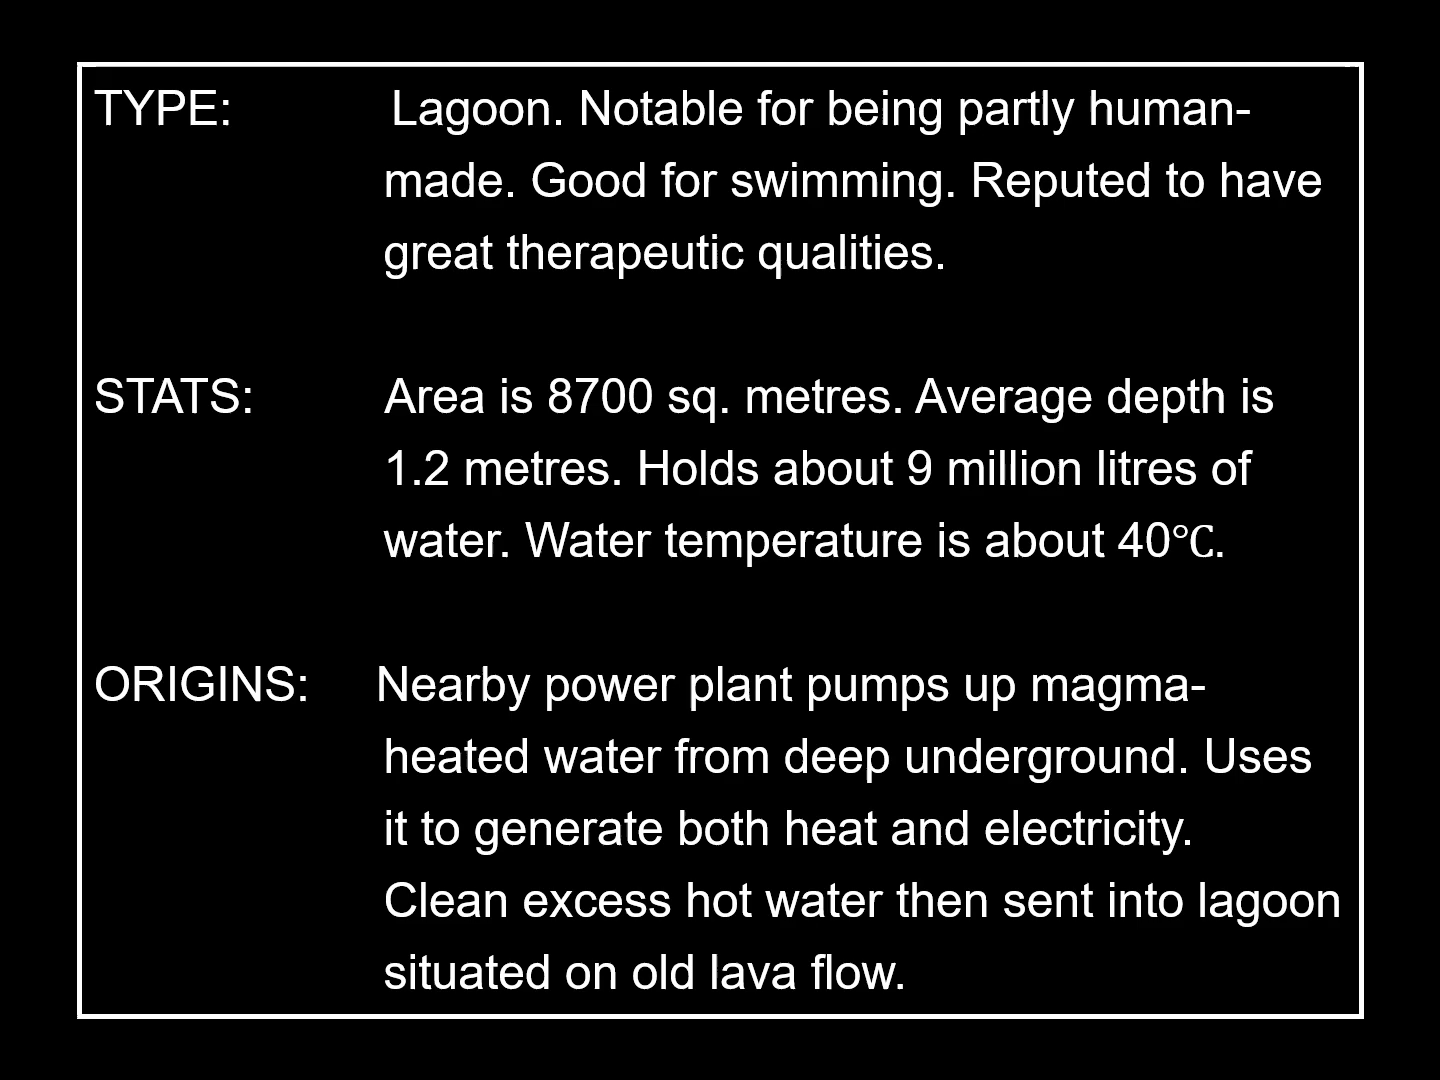 TYPE: Lagoon. Notable for being partly human-
made. Good for swimming. Reputed to have
great therapeutic qualities.
STATS: Area is 8700 sq. metres. Average depth is
1.2 metres. Holds about 9 million litres of
water. Water temperature is about 40℃.
ORIGINS: Nearby power plant pumps up magma-
heated water from deep underground. Uses
it to generate both heat and electricity.
Clean excess hot water then sent into lagoon
situated on old lava flow.